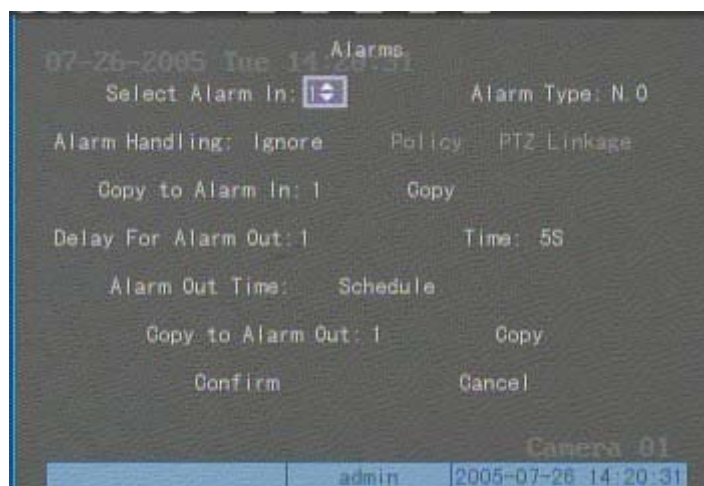 Alarms
07-26-2005 Tue 14:20:31
Select Alarm In: 1 Alarm Type: N.O
Alarm Handling: Ignore Policy PTZ Linkage
Copy to Alarm In: 1 Copy
Delay For Alarm Out: 1 Time: 5S
Alarm Out Time: Schedule
Copy to Alarm Out: 1 Copy
Confirm Cancel
Camera 01
admin 2005-07-26 14:20:31